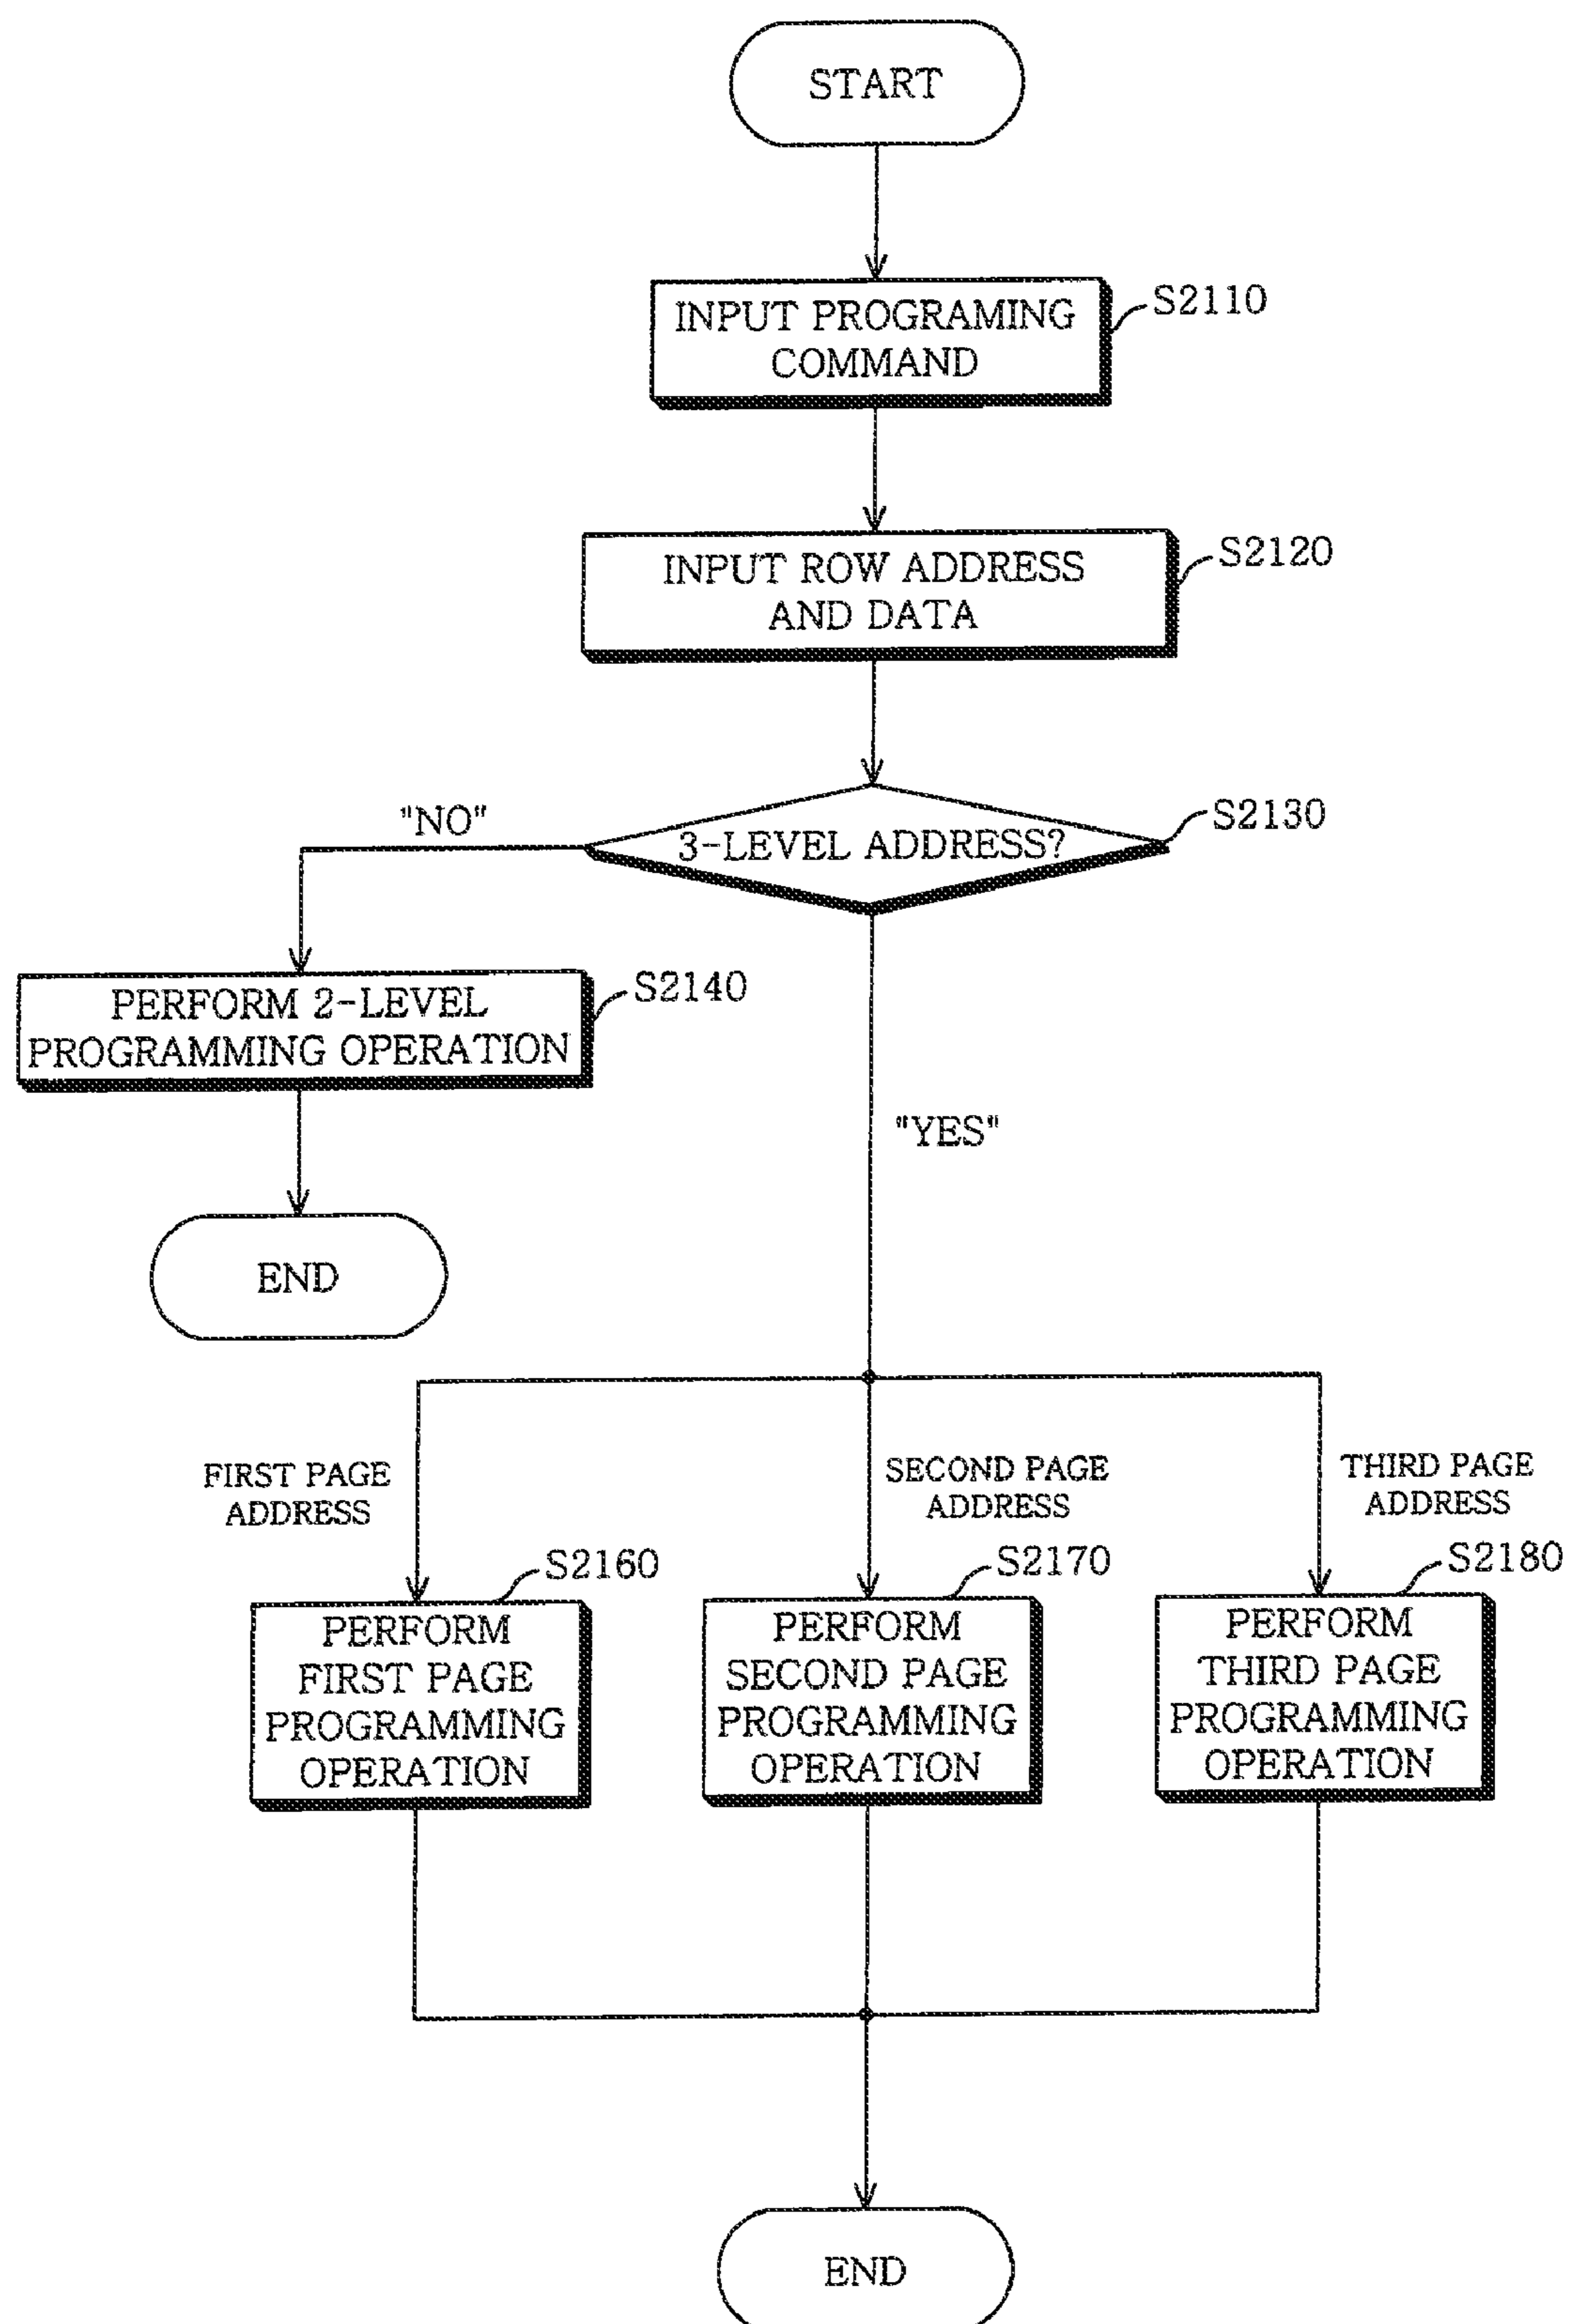 START
INPUT PROGRAMING
COMMAND
S2110
INPUT ROW ADDRESS
AND DATA
S2120
3-LEVEL ADDRESS?
S2130
"NO"
PERFORM 2-LEVEL
PROGRAMMING OPERATION
S2140
"YES"
END
FIRST PAGE
ADDRESS
SECOND PAGE
ADDRESS
THIRD PAGE
ADDRESS
S2160
PERFORM
FIRST PAGE
PROGRAMMING
OPERATION
S2170
PERFORM
SECOND PAGE
PROGRAMMING
OPERATION
S2180
PERFORM
THIRD PAGE
PROGRAMMING
OPERATION
END